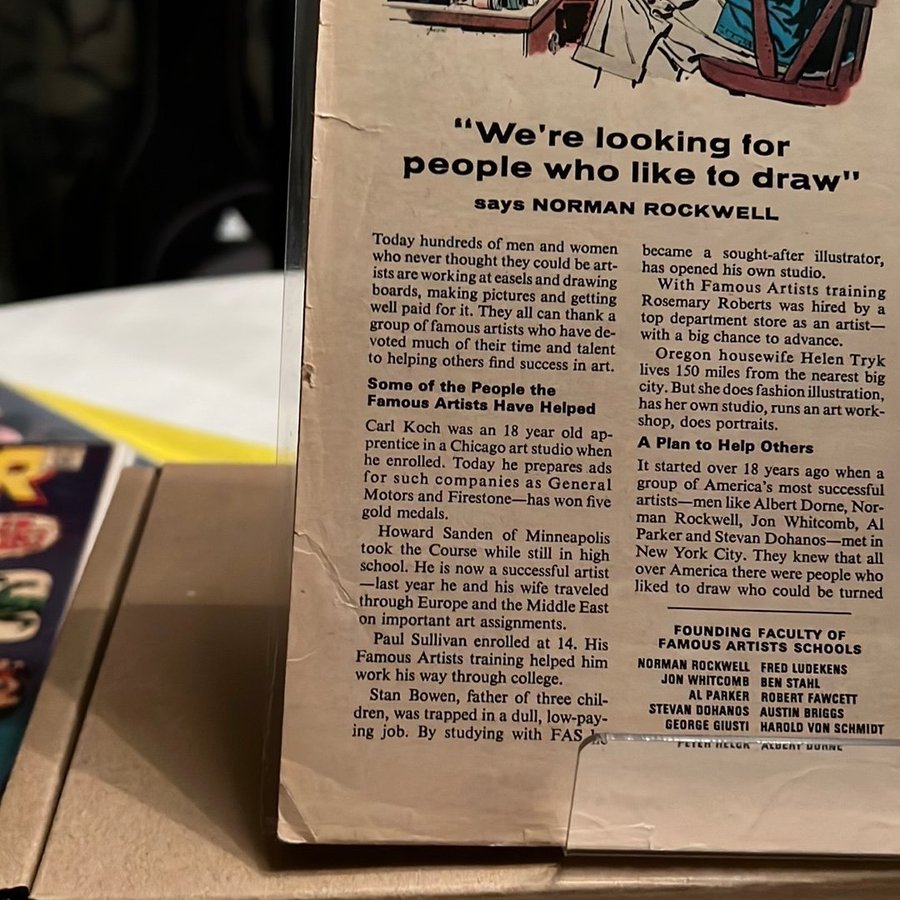 "We're looking for
people who like to draw"
says NORMAN ROCKWELL
Today hundreds of men and women
who never thought they could be art-
ists are working at easels and drawing
boards, making pictures and getting
well paid for it. They all can thank a
group of famous artists who have de-
voted much of their time and talent
to helping others find success in art.
Some of the People the
Famous Artists Have Helped
Carl Koch was an 18 year old ap-
prentice in a Chicago art studio when
he enrolled. Today he prepares ads
for such companies as General
Motors and Firestone—has won five
gold medals.
Howard Sanden of Minneapolis
took the Course while still in high
school. He is now a successful artist
—last year he and his wife traveled
through Europe and the Middle East
on important art assignments.
Paul Sullivan enrolled at 14. His
Famous Artists training helped him
work his way through college.
Stan Bowen, father of three chil-
dren, was trapped in a dull, low-pay-
ing job. By studying with FAS he
became a sought-after illustrator,
has opened his own studio.
With Famous Artists training
Rosemary Roberts was hired by a
top department store as an artist—
with a big chance to advance.
Oregon housewife Helen Tryk
lives 150 miles from the nearest big
city. But she does fashion illustration,
has her own studio, runs an art work-
shop, does portraits.
A Plan to Help Others
It started over 18 years ago when a
group of America's most successful
artists—men like Albert Dorne, Nor-
man Rockwell, Jon Whitcomb, Al
Parker and Stevan Dohanos—met in
New York City. They knew that all
over America there were people who
liked to draw who could be turned
FOUNDING FACULTY OF
FAMOUS ARTISTS SCHOOLS
NORMAN ROCKWELL FRED LUDEKENS
JON WHITCOMB BEN STAHL
AL PARKER ROBERT FAWCETT
STEVAN DOHANOS AUSTIN BRIGGS
GEORGE GIUSTI HAROLD VON SCHMIDT
PETER HELCK ALBERT DORNE